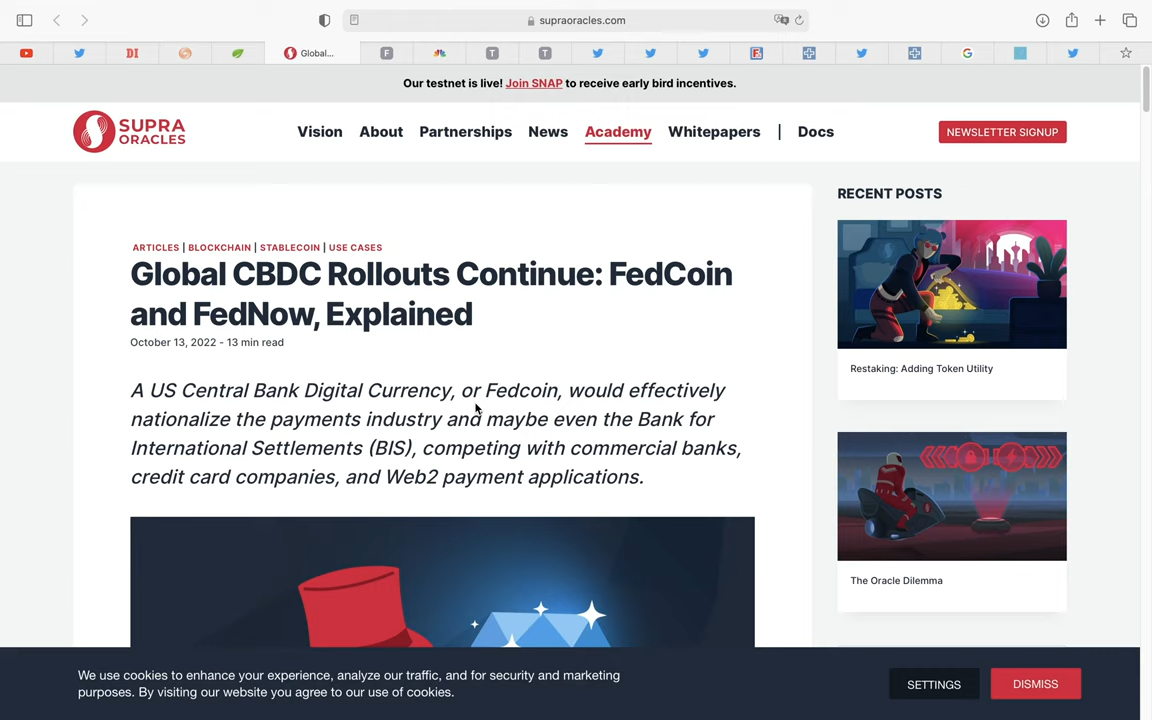 supraoracles.com
DI
Global...
F
T
T
F
G
Our testnet is live! Join SNAP to receive early bird incentives.
SUPRA
ORACLES
Vision About Partnerships News Academy Whitepapers | Docs
NEWSLETTER SIGNUP
ARTICLES | BLOCKCHAIN | STABLECOIN | USE CASES
Global CBDC Rollouts Continue: FedCoin
and FedNow, Explained
October 13, 2022 - 13 min read
A US Central Bank Digital Currency, or Fedcoin, would effectively
nationalize the payments industry and maybe even the Bank for
International Settlements (BIS), competing with commercial banks,
credit card companies, and Web2 payment applications.
RECENT POSTS
Restaking: Adding Token Utility
The Oracle Dilemma
We use cookies to enhance your experience, analyze our traffic, and for security and marketing
purposes. By visiting our website you agree to our use of cookies.
SETTINGS
DISMISS